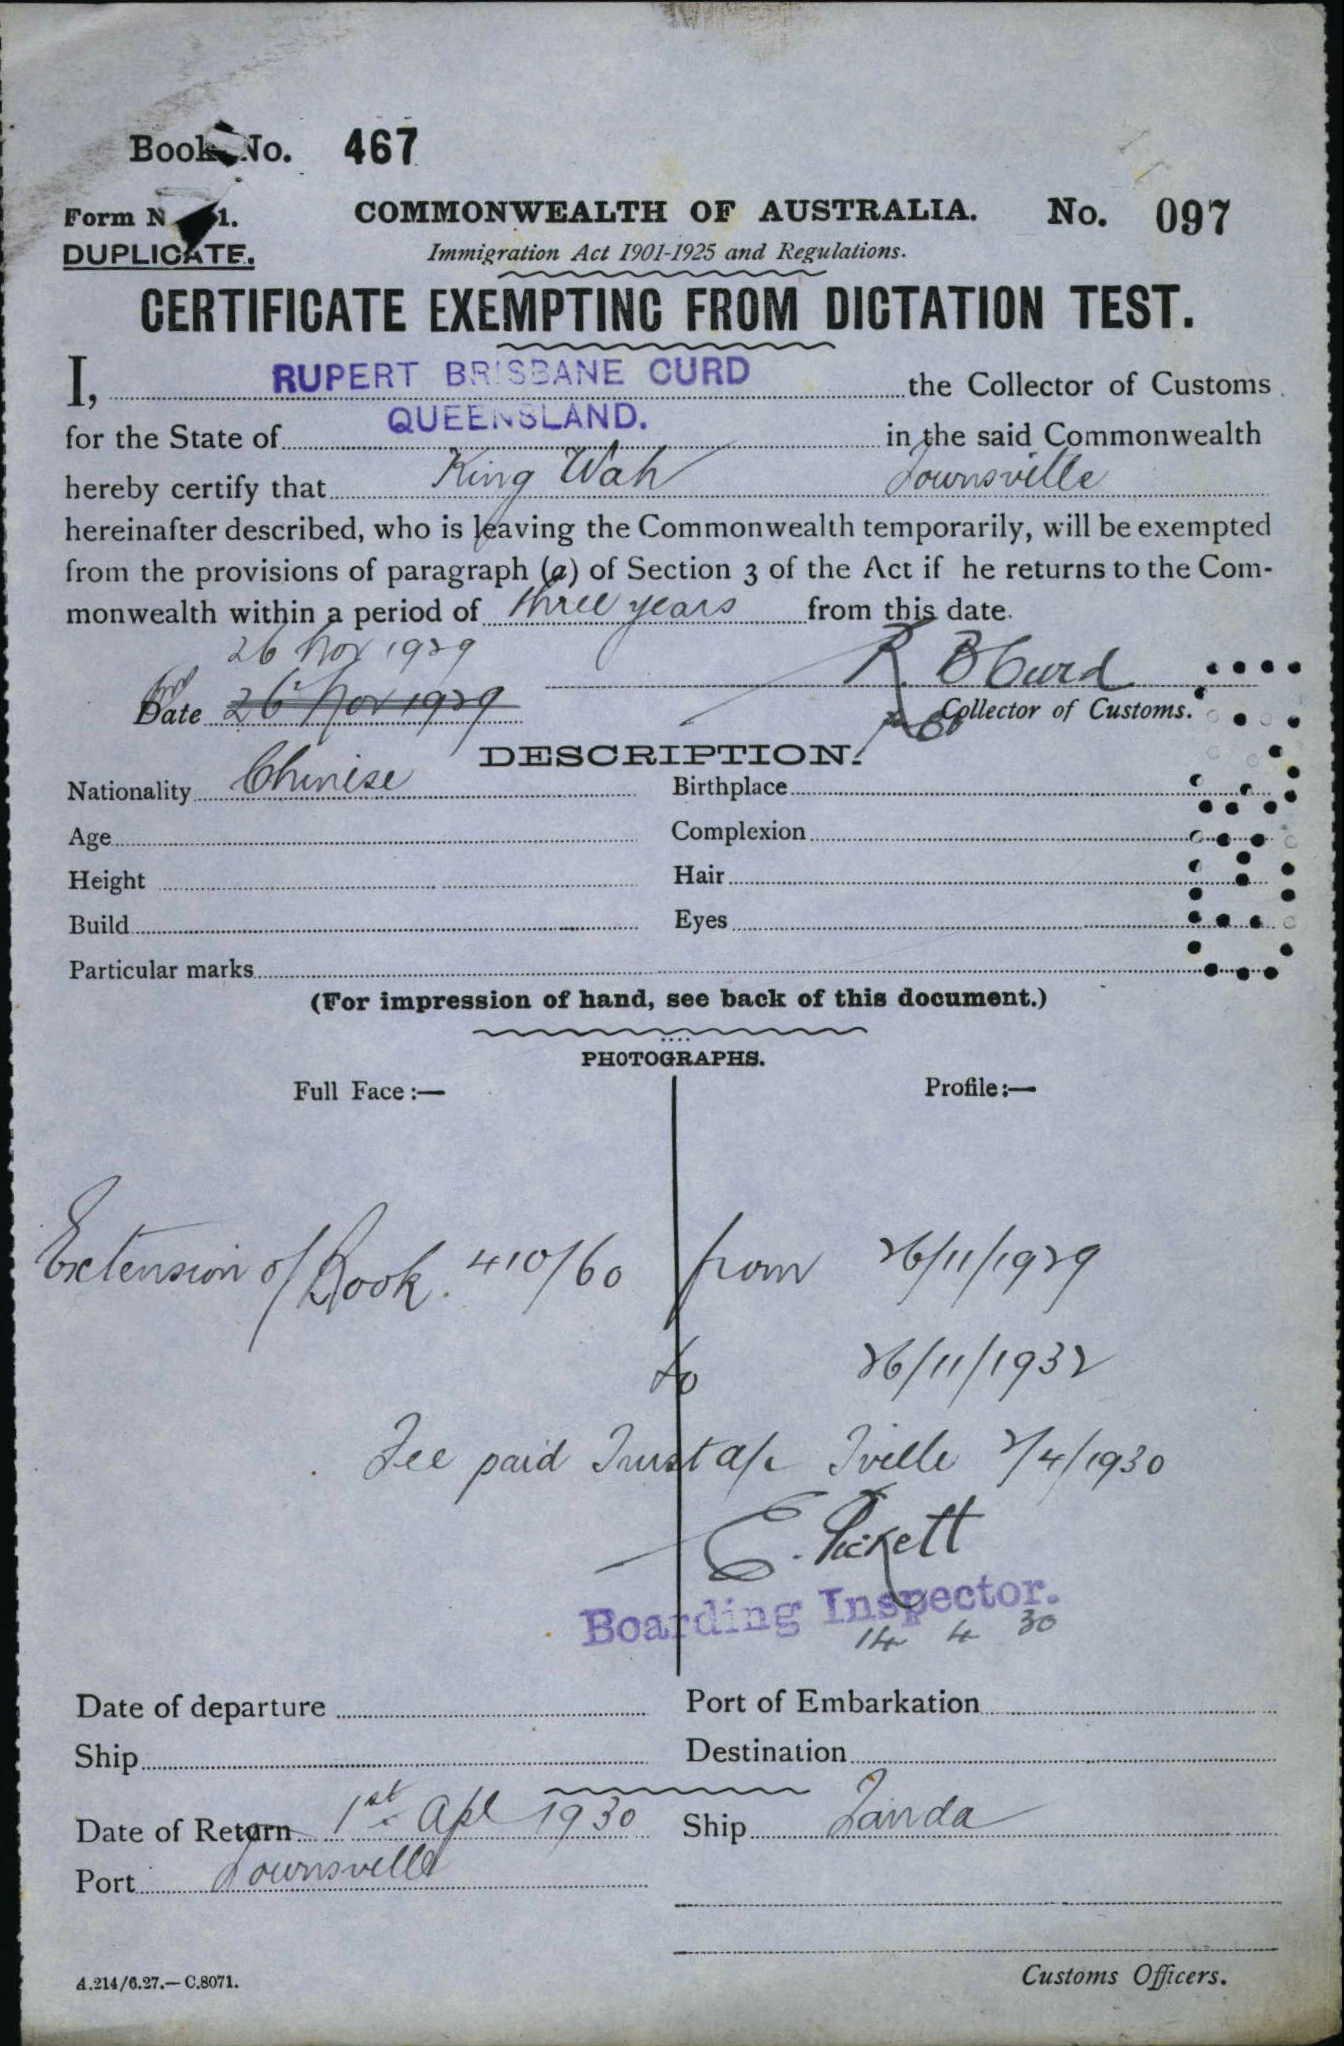 Book No. 467
Form N 21.
COMMONWEALTH OF AUSTRALIA. No. 097
DUPLICATE.
Immigration Act 1901-1925 and Regulations.
CERTIFICATE EXEMPTING FROM DICTATION TEST.
I, RUPERT BRISBANE CURD the Collector of Customs
for the State of QUEENSLAND. in the said Commonwealth
hereby certify that King Wah Townsville
hereinafter described, who is leaving the Commonwealth temporarily, will be exempted
from the provisions of paragraph (a) of Section 3 of the Act if he returns to the Com-
monwealth within a period of three years from this date.
26 Nov 1929
R B Curd
Date 26 Nov 1929
Collector of Customs.
DESCRIPTION.
Nationality Chinese Birthplace
Age Complexion
Height Hair
Build Eyes
Particular marks
(For impression of hand, see back of this document.)
PHOTOGRAPHS.
Full Face :— Profile :—
Extension of Book. 410/60 from 26/11/1929
to 26/11/1932
Fee paid Trust a/c Tville 2/4/1930
E. Pickett
Boarding Inspector.
14 4 30
Date of departure Port of Embarkation
Ship Destination
Date of Return 1st Apl 1930 Ship Tanda
Port Townsville
A.214/6.27.—C.8071.
Customs Officers.